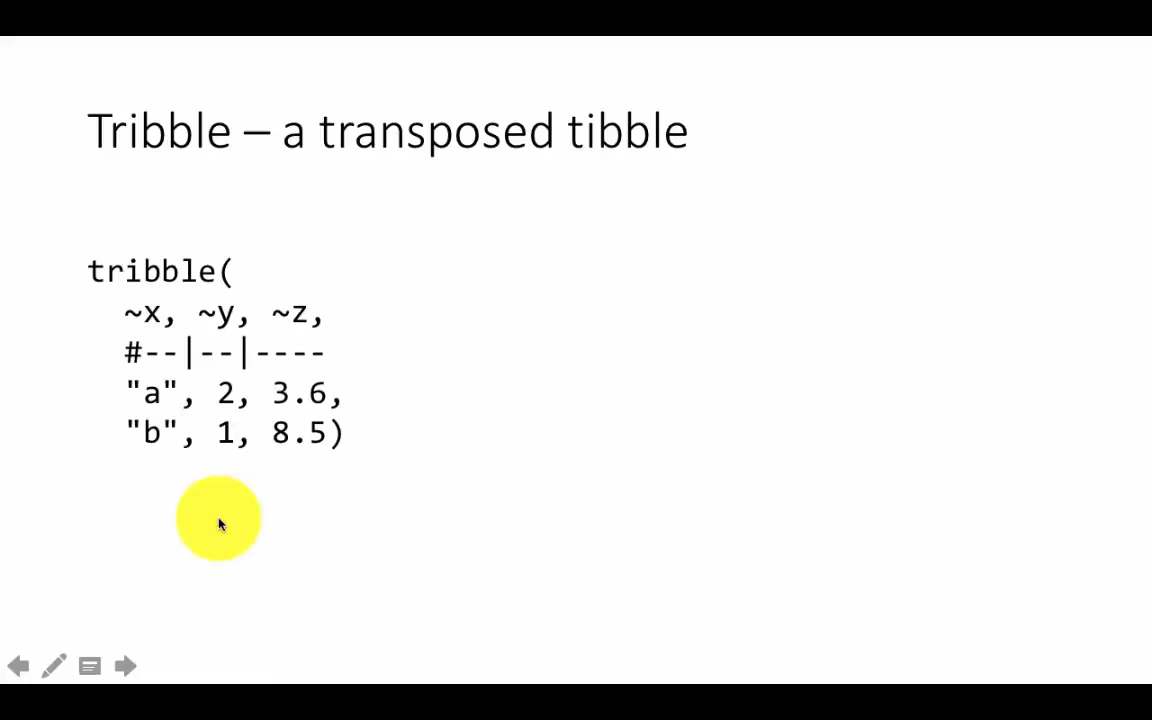 Tribble – a transposed tibble
tribble(
~x, ~y, ~z,
#--|--|----
"a", 2, 3.6,
"b", 1, 8.5)